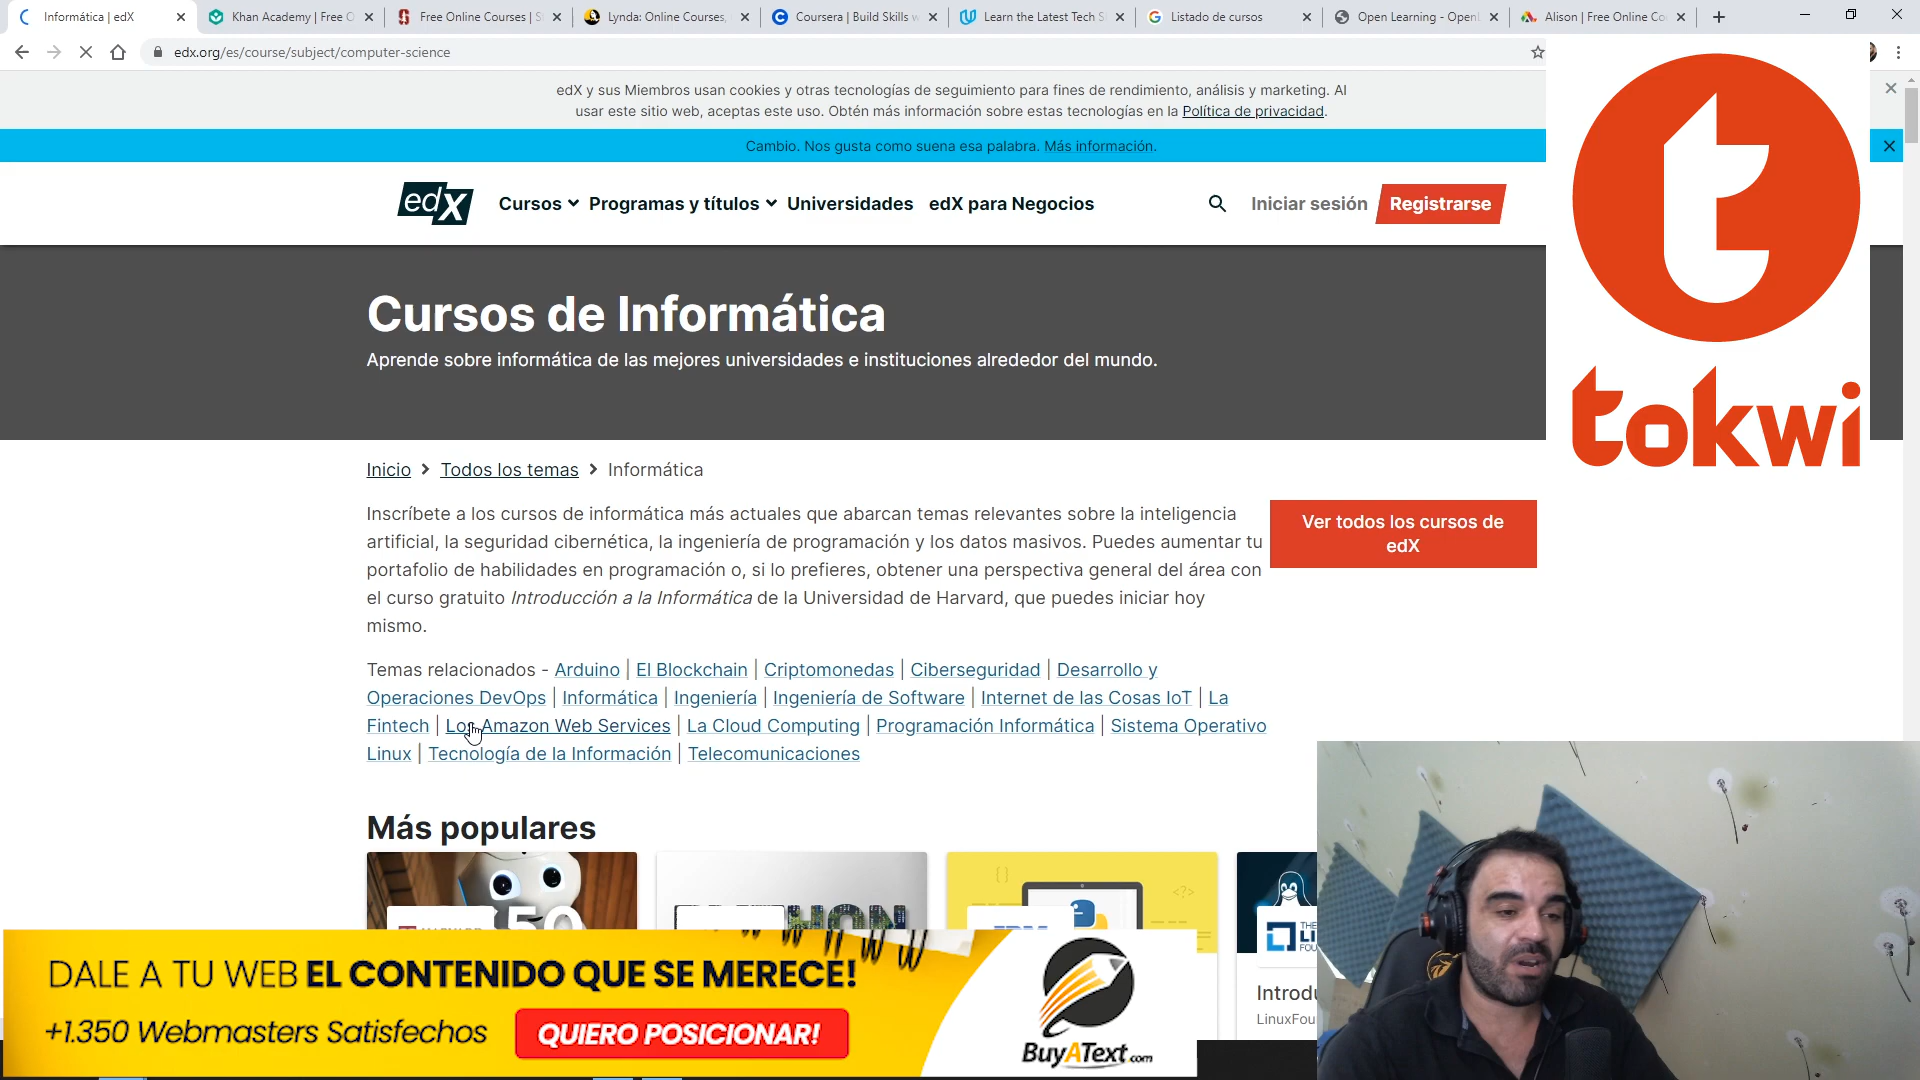 Informática | edX
Khan Academy | Free O
Free Online Courses | S
Lynda: Online Courses,
Coursera | Build Skills w
Learn the Latest Tech S
Listado de cursos
Open Learning - Open
Alison | Free Online Co
edx.org/es/course/subject/computer-science
edX y sus Miembros usan cookies y otras tecnologías de seguimiento para fines de rendimiento, análisis y marketing. Al
usar este sitio web, aceptas este uso. Obtén más información sobre estas tecnologías en la Política de privacidad.
Cambio. Nos gusta como suena esa palabra. Más información.
edX
Cursos
Programas y títulos
Universidades
edX para Negocios
Iniciar sesión
Registrarse
t
tokwi
Cursos de Informática
Aprende sobre informática de las mejores universidades e instituciones alrededor del mundo.
Inicio > Todos los temas > Informática
Inscríbete a los cursos de informática más actuales que abarcan temas relevantes sobre la inteligencia
artificial, la seguridad cibernética, la ingeniería de programación y los datos masivos. Puedes aumentar tu
portafolio de habilidades en programación o, si lo prefieres, obtener una perspectiva general del área con
el curso gratuito Introducción a la Informática de la Universidad de Harvard, que puedes iniciar hoy
mismo.
Ver todos los cursos de
edX
Temas relacionados - Arduino | El Blockchain | Criptomonedas | Ciberseguridad | Desarrollo y
Operaciones DevOps | Informática | Ingeniería | Ingeniería de Software | Internet de las Cosas IoT | La
Fintech | Los Amazon Web Services | La Cloud Computing | Programación Informática | Sistema Operativo
Linux | Tecnología de la Información | Telecomunicaciones
Más populares
THE
LI
FOU
Introdu
LinuxFou
DALE A TU WEB EL CONTENIDO QUE SE MERECE!
+1.350 Webmasters Satisfechos
QUIERO POSICIONAR!
BuyAText.com